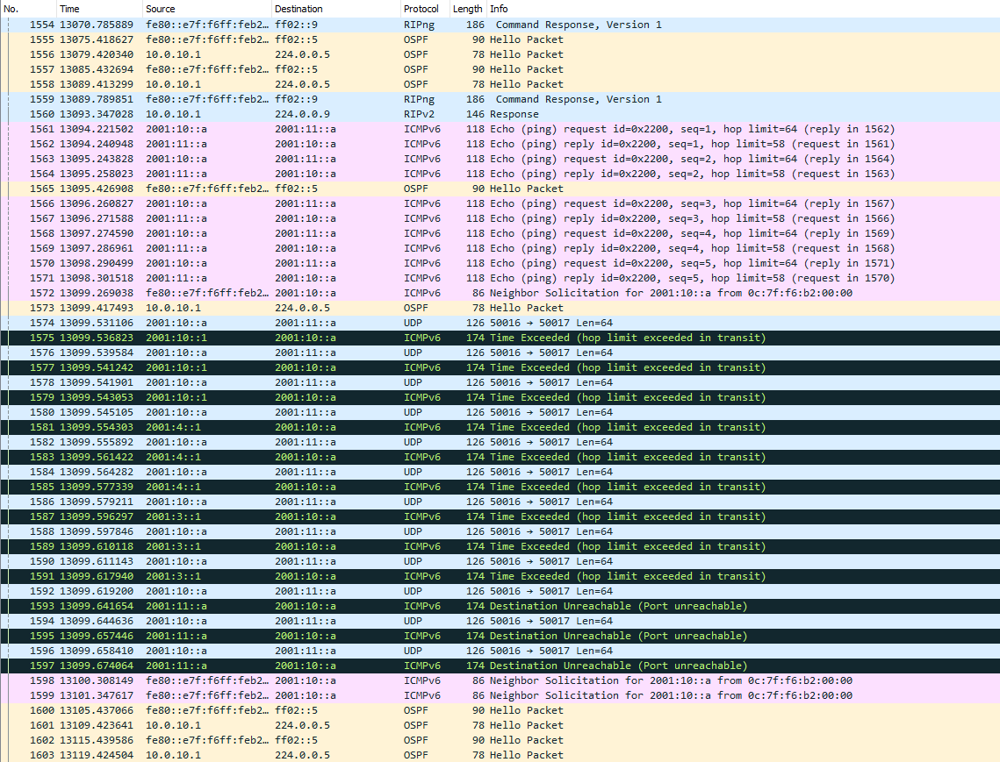 No. Time Source Destination Protocol Length Info
1554 13070.785889 fe80::e7f:f6ff:feb2… ff02::9 RIPng 186 Command Response, Version 1
1555 13075.418627 fe80::e7f:f6ff:feb2… ff02::5 OSPF 90 Hello Packet
1556 13079.420340 10.0.10.1 224.0.0.5 OSPF 78 Hello Packet
1557 13085.432694 fe80::e7f:f6ff:feb2… ff02::5 OSPF 90 Hello Packet
1558 13089.413299 10.0.10.1 224.0.0.5 OSPF 78 Hello Packet
1559 13089.789851 fe80::e7f:f6ff:feb2… ff02::9 RIPng 186 Command Response, Version 1
1560 13093.347028 10.0.10.1 224.0.0.9 RIPv2 146 Response
1561 13094.221502 2001:10::a 2001:11::a ICMPv6 118 Echo (ping) request id=0x2200, seq=1, hop limit=64 (reply in 1562)
1562 13094.240948 2001:11::a 2001:10::a ICMPv6 118 Echo (ping) reply id=0x2200, seq=1, hop limit=58 (request in 1561)
1563 13095.243828 2001:10::a 2001:11::a ICMPv6 118 Echo (ping) request id=0x2200, seq=2, hop limit=64 (reply in 1564)
1564 13095.258023 2001:11::a 2001:10::a ICMPv6 118 Echo (ping) reply id=0x2200, seq=2, hop limit=58 (request in 1563)
1565 13095.426908 fe80::e7f:f6ff:feb2… ff02::5 OSPF 90 Hello Packet
1566 13096.260827 2001:10::a 2001:11::a ICMPv6 118 Echo (ping) request id=0x2200, seq=3, hop limit=64 (reply in 1567)
1567 13096.271588 2001:11::a 2001:10::a ICMPv6 118 Echo (ping) reply id=0x2200, seq=3, hop limit=58 (request in 1566)
1568 13097.274590 2001:10::a 2001:11::a ICMPv6 118 Echo (ping) request id=0x2200, seq=4, hop limit=64 (reply in 1569)
1569 13097.286961 2001:11::a 2001:10::a ICMPv6 118 Echo (ping) reply id=0x2200, seq=4, hop limit=58 (request in 1568)
1570 13098.290499 2001:10::a 2001:11::a ICMPv6 118 Echo (ping) request id=0x2200, seq=5, hop limit=64 (reply in 1571)
1571 13098.301518 2001:11::a 2001:10::a ICMPv6 118 Echo (ping) reply id=0x2200, seq=5, hop limit=58 (request in 1570)
1572 13099.269038 fe80::e7f:f6ff:feb2… 2001:10::a ICMPv6 86 Neighbor Solicitation for 2001:10::a from 0c:7f:f6:b2:00:00
1573 13099.417493 10.0.10.1 224.0.0.5 OSPF 78 Hello Packet
1574 13099.531106 2001:10::a 2001:11::a UDP 126 50016 → 50017 Len=64
1575 13099.536823 2001:10::1 2001:10::a ICMPv6 174 Time Exceeded (hop limit exceeded in transit)
1576 13099.539584 2001:10::a 2001:11::a UDP 126 50016 → 50017 Len=64
1577 13099.541242 2001:10::1 2001:10::a ICMPv6 174 Time Exceeded (hop limit exceeded in transit)
1578 13099.541901 2001:10::a 2001:11::a UDP 126 50016 → 50017 Len=64
1579 13099.543053 2001:10::1 2001:10::a ICMPv6 174 Time Exceeded (hop limit exceeded in transit)
1580 13099.545105 2001:10::a 2001:11::a UDP 126 50016 → 50017 Len=64
1581 13099.554303 2001:4::1 2001:10::a ICMPv6 174 Time Exceeded (hop limit exceeded in transit)
1582 13099.555892 2001:10::a 2001:11::a UDP 126 50016 → 50017 Len=64
1583 13099.561422 2001:4::1 2001:10::a ICMPv6 174 Time Exceeded (hop limit exceeded in transit)
1584 13099.564282 2001:10::a 2001:11::a UDP 126 50016 → 50017 Len=64
1585 13099.577339 2001:4::1 2001:10::a ICMPv6 174 Time Exceeded (hop limit exceeded in transit)
1586 13099.579211 2001:10::a 2001:11::a UDP 126 50016 → 50017 Len=64
1587 13099.596297 2001:3::1 2001:10::a ICMPv6 174 Time Exceeded (hop limit exceeded in transit)
1588 13099.597846 2001:10::a 2001:11::a UDP 126 50016 → 50017 Len=64
1589 13099.610118 2001:3::1 2001:10::a ICMPv6 174 Time Exceeded (hop limit exceeded in transit)
1590 13099.611143 2001:10::a 2001:11::a UDP 126 50016 → 50017 Len=64
1591 13099.617940 2001:3::1 2001:10::a ICMPv6 174 Time Exceeded (hop limit exceeded in transit)
1592 13099.619200 2001:10::a 2001:11::a UDP 126 50016 → 50017 Len=64
1593 13099.641654 2001:11::a 2001:10::a ICMPv6 174 Destination Unreachable (Port unreachable)
1594 13099.644636 2001:10::a 2001:11::a UDP 126 50016 → 50017 Len=64
1595 13099.657446 2001:11::a 2001:10::a ICMPv6 174 Destination Unreachable (Port unreachable)
1596 13099.658410 2001:10::a 2001:11::a UDP 126 50016 → 50017 Len=64
1597 13099.674064 2001:11::a 2001:10::a ICMPv6 174 Destination Unreachable (Port unreachable)
1598 13100.308149 fe80::e7f:f6ff:feb2… 2001:10::a ICMPv6 86 Neighbor Solicitation for 2001:10::a from 0c:7f:f6:b2:00:00
1599 13101.347617 fe80::e7f:f6ff:feb2… 2001:10::a ICMPv6 86 Neighbor Solicitation for 2001:10::a from 0c:7f:f6:b2:00:00
1600 13105.437066 fe80::e7f:f6ff:feb2… ff02::5 OSPF 90 Hello Packet
1601 13109.423641 10.0.10.1 224.0.0.5 OSPF 78 Hello Packet
1602 13115.439586 fe80::e7f:f6ff:feb2… ff02::5 OSPF 90 Hello Packet
1603 13119.424504 10.0.10.1 224.0.0.5 OSPF 78 Hello Packet